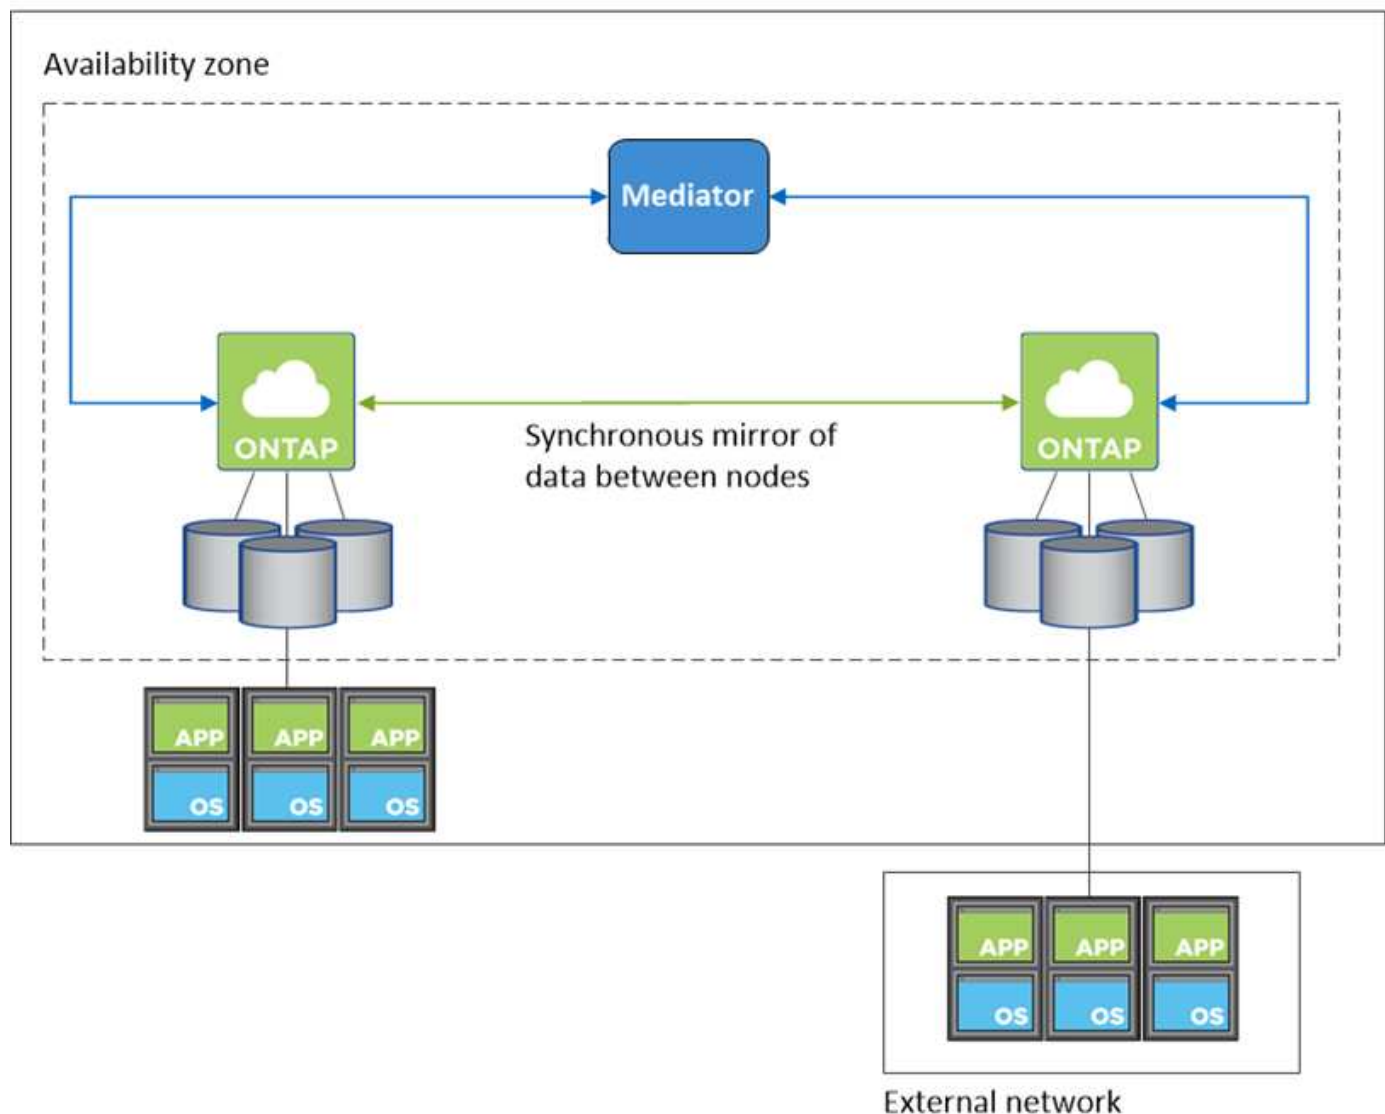 Availability zone
Mediator
ONTAP
ONTAP
Synchronous mirror of
data between nodes
APP APP APP
OS OS OS
APP APP APP
OS OS OS
External network